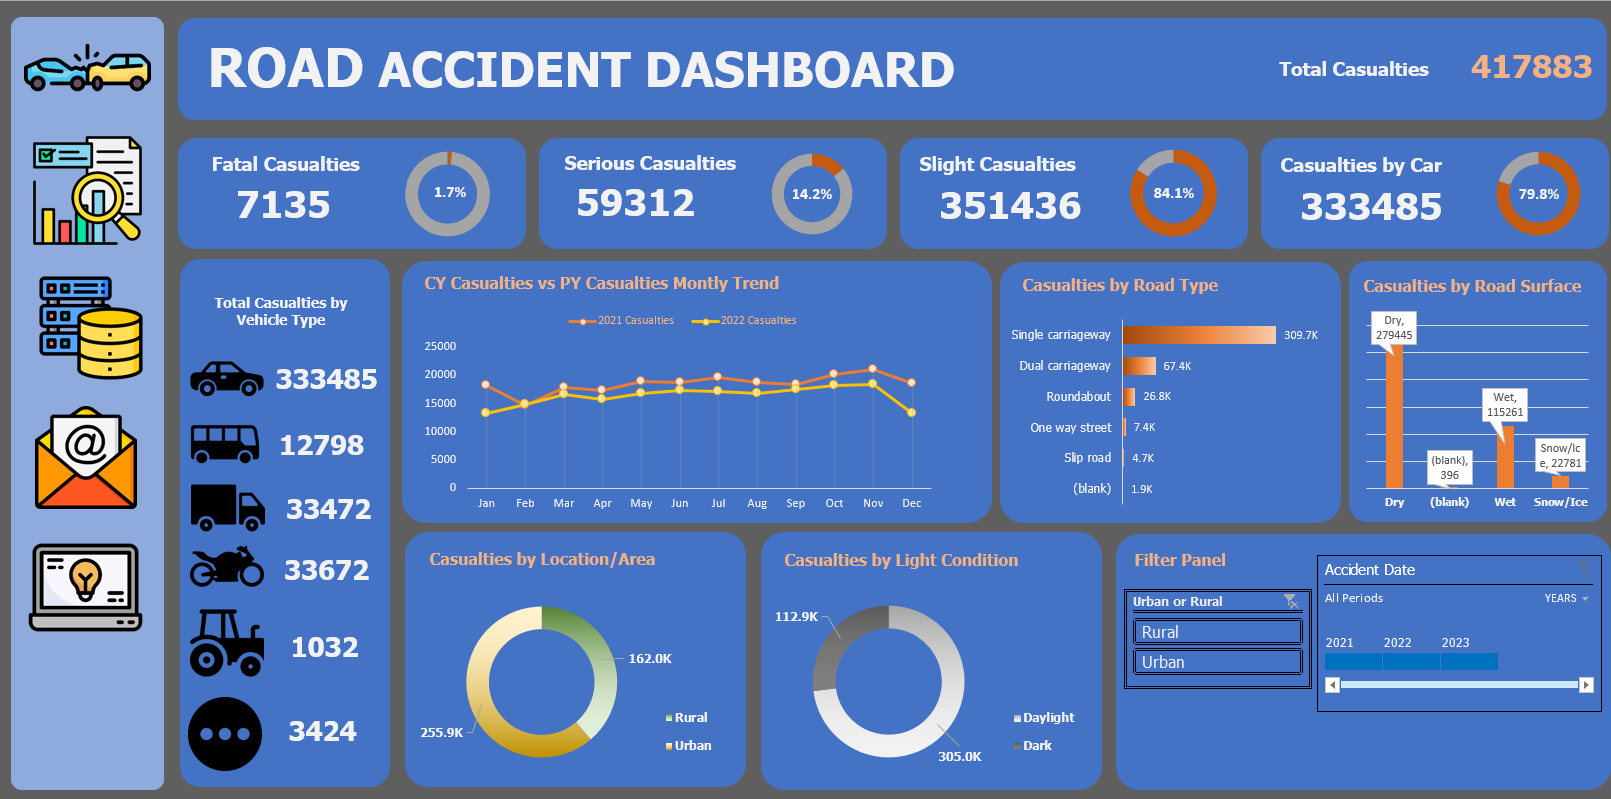 ROAD ACCIDENT DASHBOARD
Total Casualties
417883
Fatal Casualties
7135
1.7%
Serious Casualties
59312
14.2%
Slight Casualties
351436
84.1%
Casualties by Car
333485
79.8%
Total Casualties by
Vehicle Type
333485
12798
33472
33672
1032
3424
CY Casualties vs PY Casualties Montly Trend
2021 Casualties
2022 Casualties
25000
20000
15000
10000
5000
0
Jan Feb Mar Apr May Jun Jul Aug Sep Oct Nov Dec
Casualties by Road Type
Single carriageway 309.7K
Dual carriageway 67.4K
Roundabout 26.8K
One way street 7.4K
Slip road 4.7K
(blank) 1.9K
Casualties by Road Surface
Dry,
279445
(blank),
396
Wet,
115261
Snow/Ic
e, 22781
Dry (blank) Wet Snow/Ice
Casualties by Location/Area
162.0K
255.9K
Rural
Urban
Casualties by Light Condition
112.9K
305.0K
Daylight
Dark
Filter Panel
Urban or Rural
Rural
Urban
Accident Date
All Periods
YEARS
2021 2022 2023
@